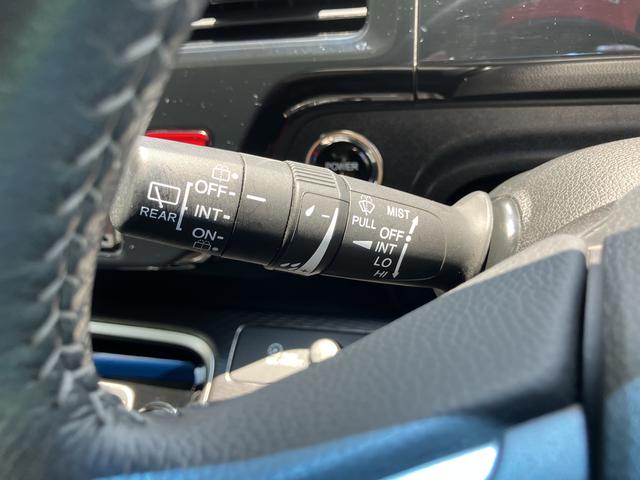 POWER
REAR
OFF
INT
ON
PULL
MIST
OFF
INT
LO
HI